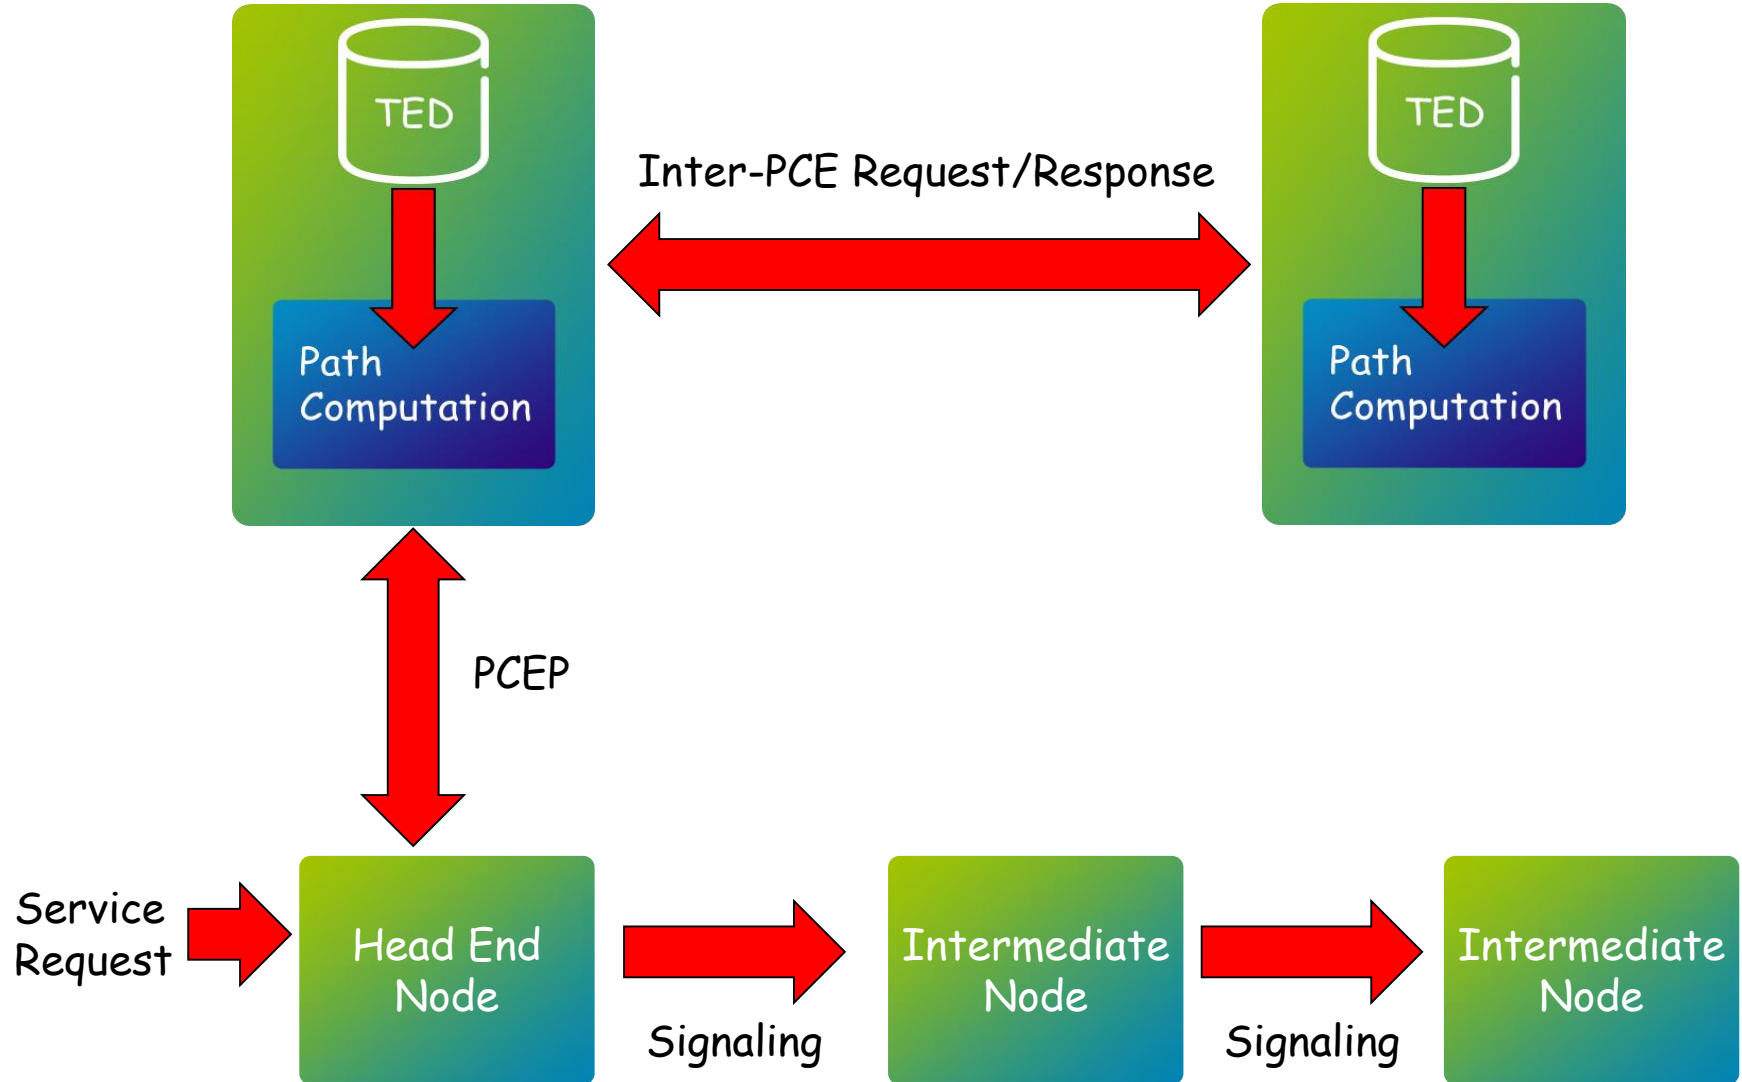 TED
TED
Inter-PCE Request/Response
Path
Computation
Path
Computation
PCEP
Service
Request
Head End
Node
Intermediate
Node
Intermediate
Node
Signaling
Signaling